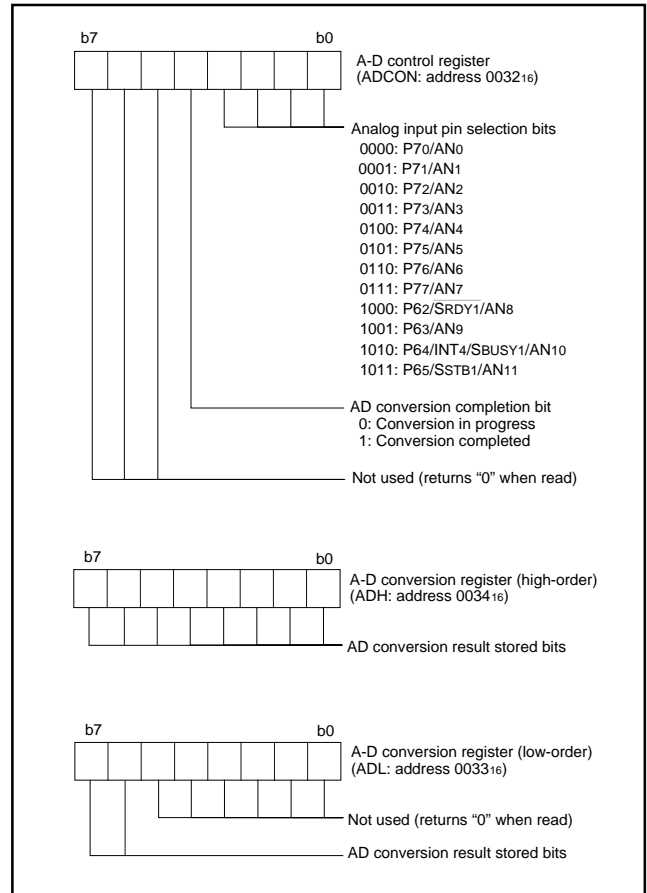 b7 b0
A-D control register
(ADCON: address 0032₁₆)
Analog input pin selection bits
0000: P7₀/AN₀
0001: P7₁/AN₁
0010: P7₂/AN₂
0011: P7₃/AN₃
0100: P7₄/AN₄
0101: P7₅/AN₅
0110: P7₆/AN₆
0111: P7₇/AN₇
1000: P6₂/S̅R̅D̅Y̅1̅/AN₈
1001: P6₃/AN₉
1010: P6₄/INT₄/SBUSY1/AN₁₀
1011: P6₅/SSTB1/AN₁₁
AD conversion completion bit
0: Conversion in progress
1: Conversion completed
Not used (returns “0” when read)
b7 b0
A-D conversion register (high-order)
(ADH: address 0034₁₆)
AD conversion result stored bits
b7 b0
A-D conversion register (low-order)
(ADL: address 0033₁₆)
Not used (returns “0” when read)
AD conversion result stored bits